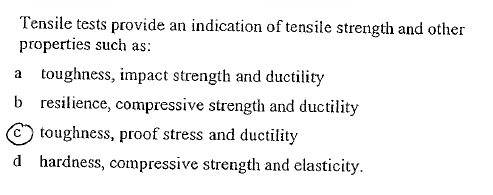 Tensile tests provide an indication of tensile strength and other
properties such as:
a toughness, impact strength and ductility
b resilience, compressive strength and ductility
c toughness, proof stress and ductility
d hardness, compressive strength and elasticity.